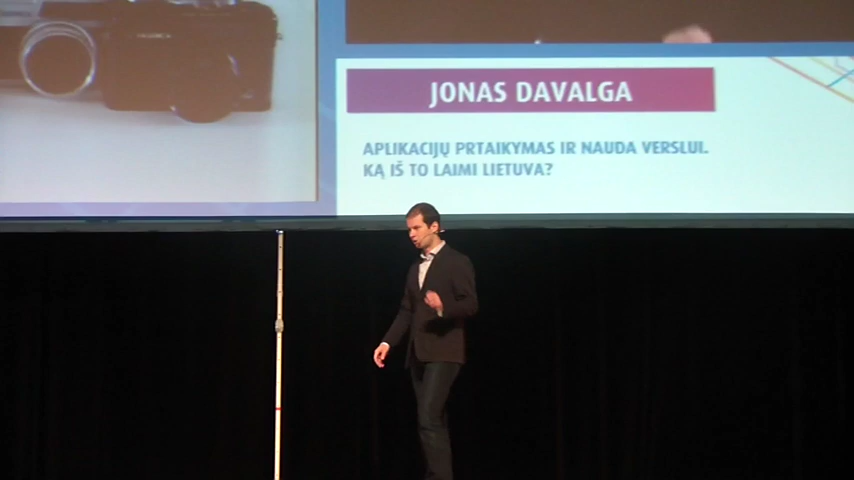 JONAS DAVALGA
APLIKACIJŲ PRTAIKYMAS IR NAUDA VERSLUI.
KĄ IŠ TO LAIMI LIETUVA?